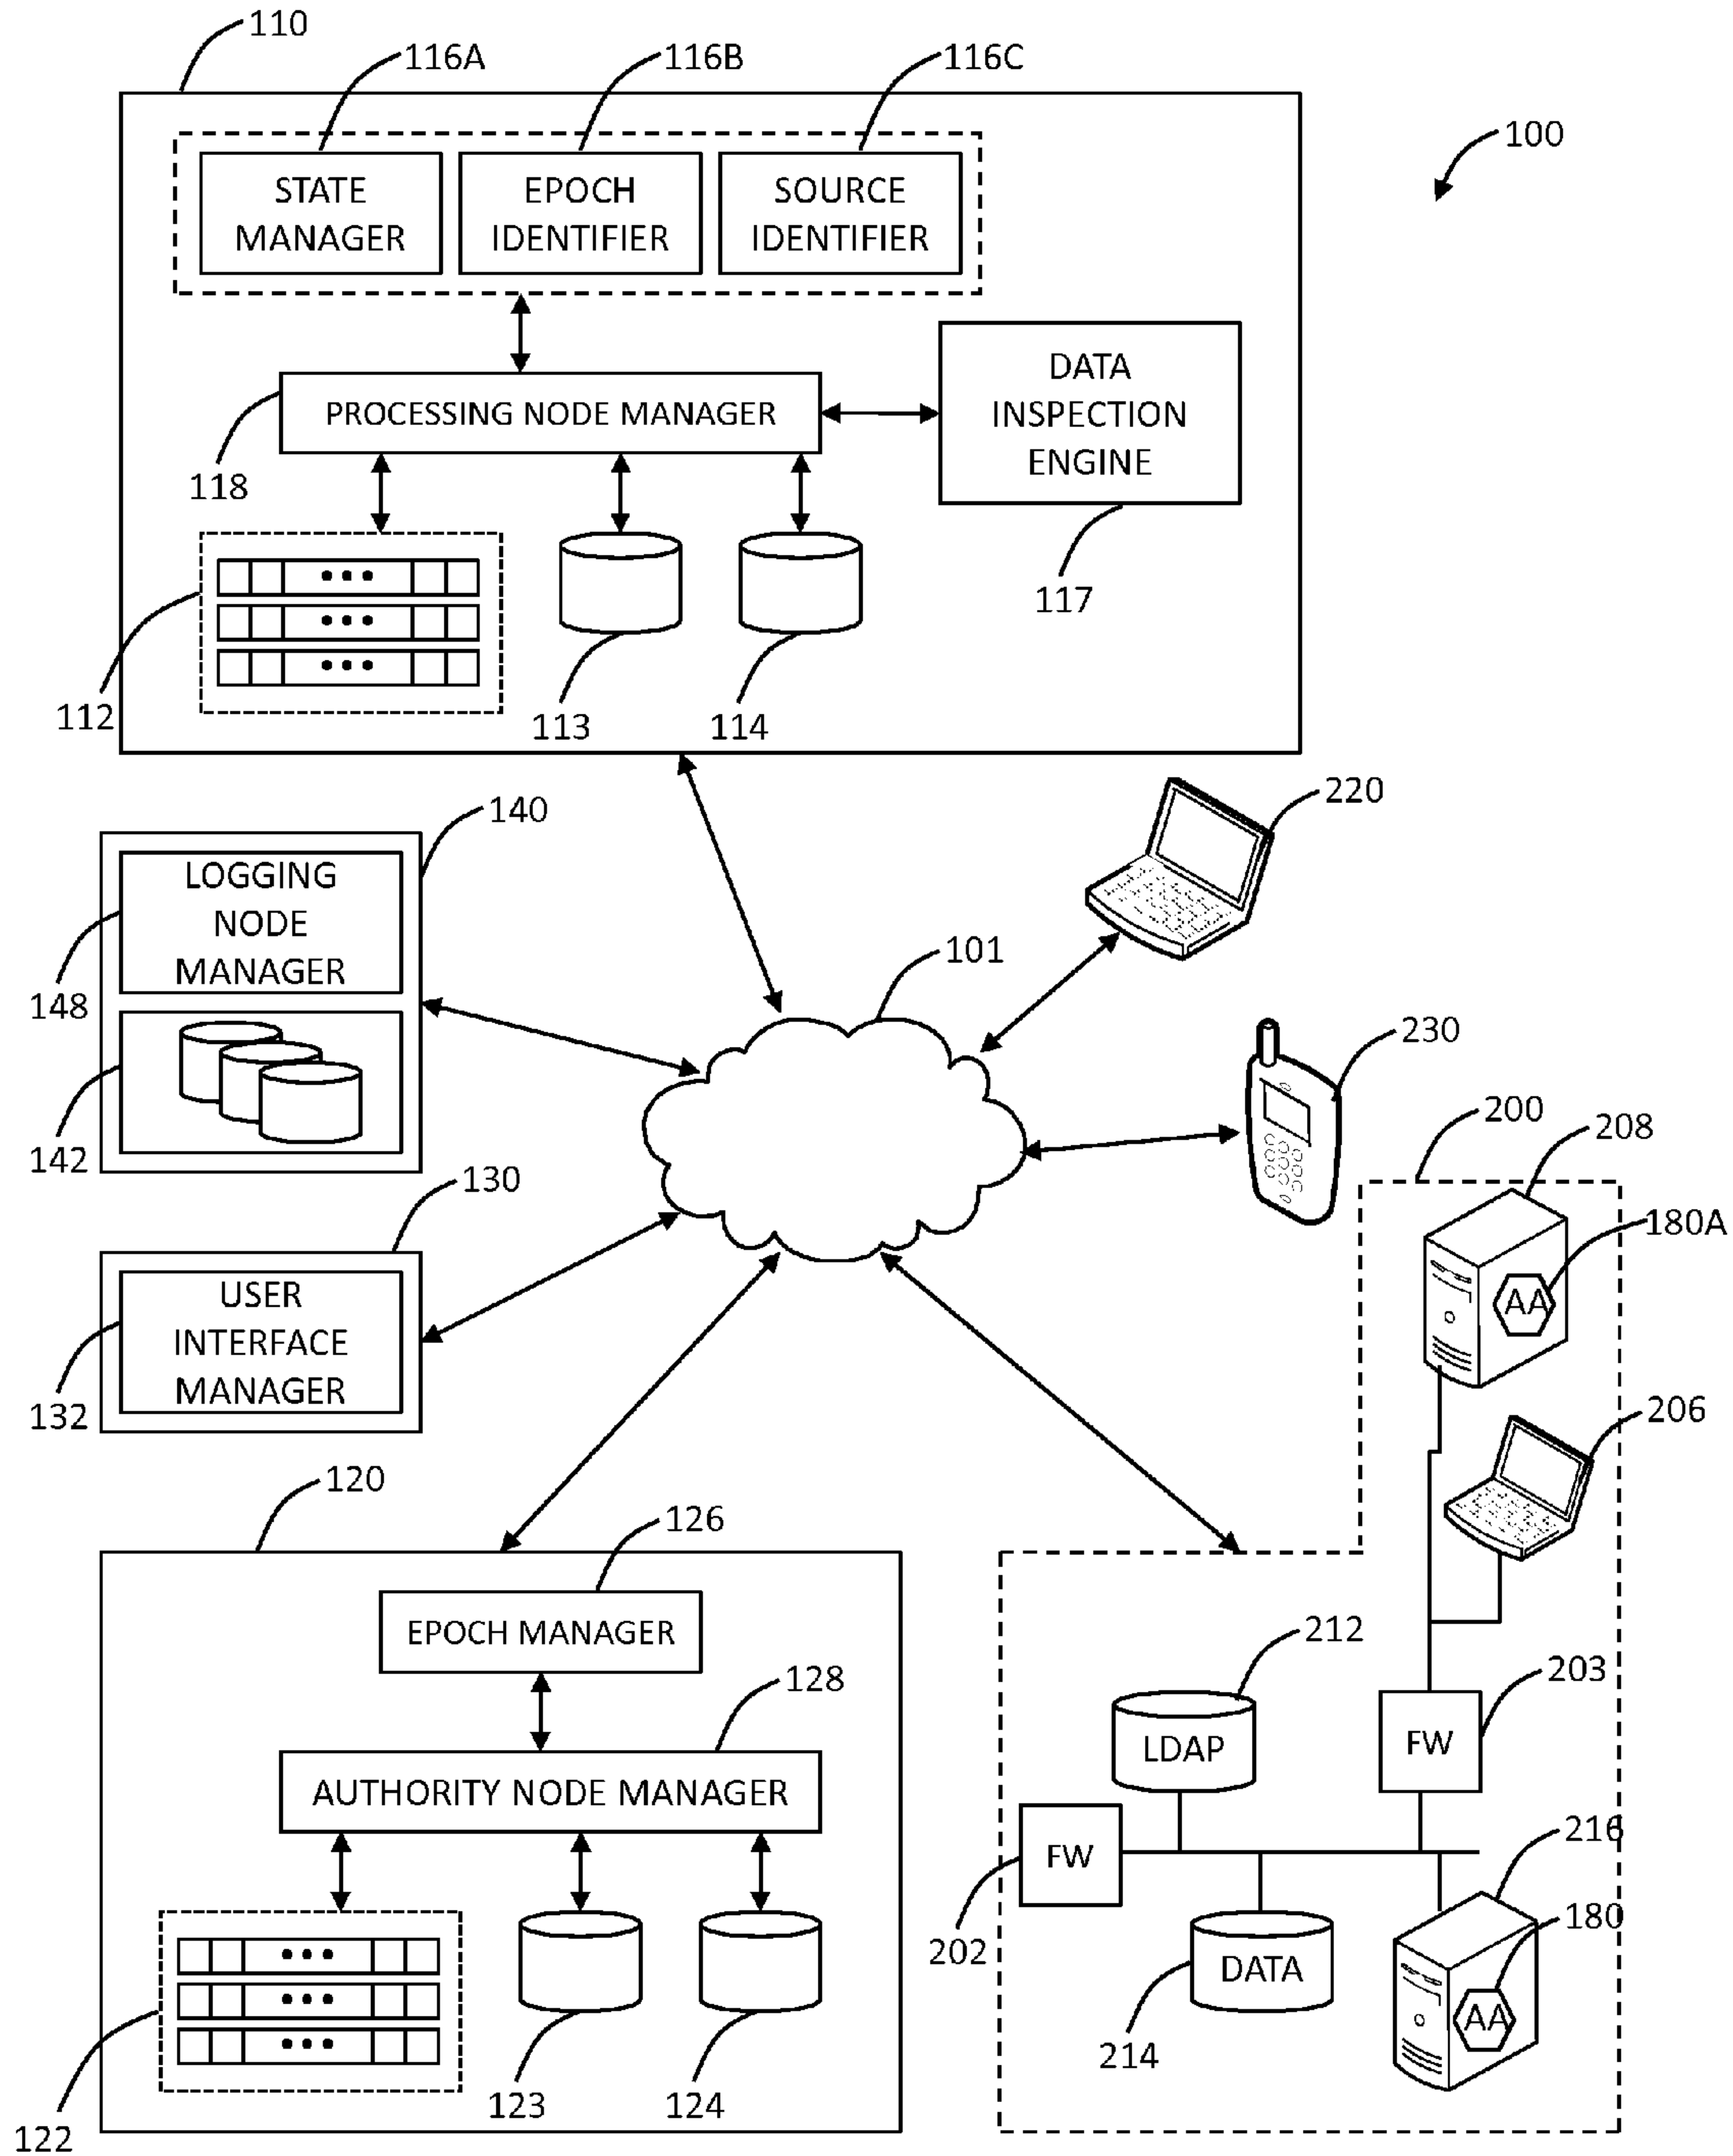 110
116A
116B
116C
100
STATE
MANAGER
EPOCH
IDENTIFIER
SOURCE
IDENTIFIER
DATA
INSPECTION
ENGINE
PROCESSING NODE MANAGER
118
117
112
113
114
220
140
LOGGING
NODE
MANAGER
148
142
101
230
200
208
180A
AA
130
USER
INTERFACE
MANAGER
132
206
120
126
EPOCH MANAGER
128
AUTHORITY NODE MANAGER
122
123
124
212
LDAP
203
FW
FW
202
216
180
AA
DATA
214